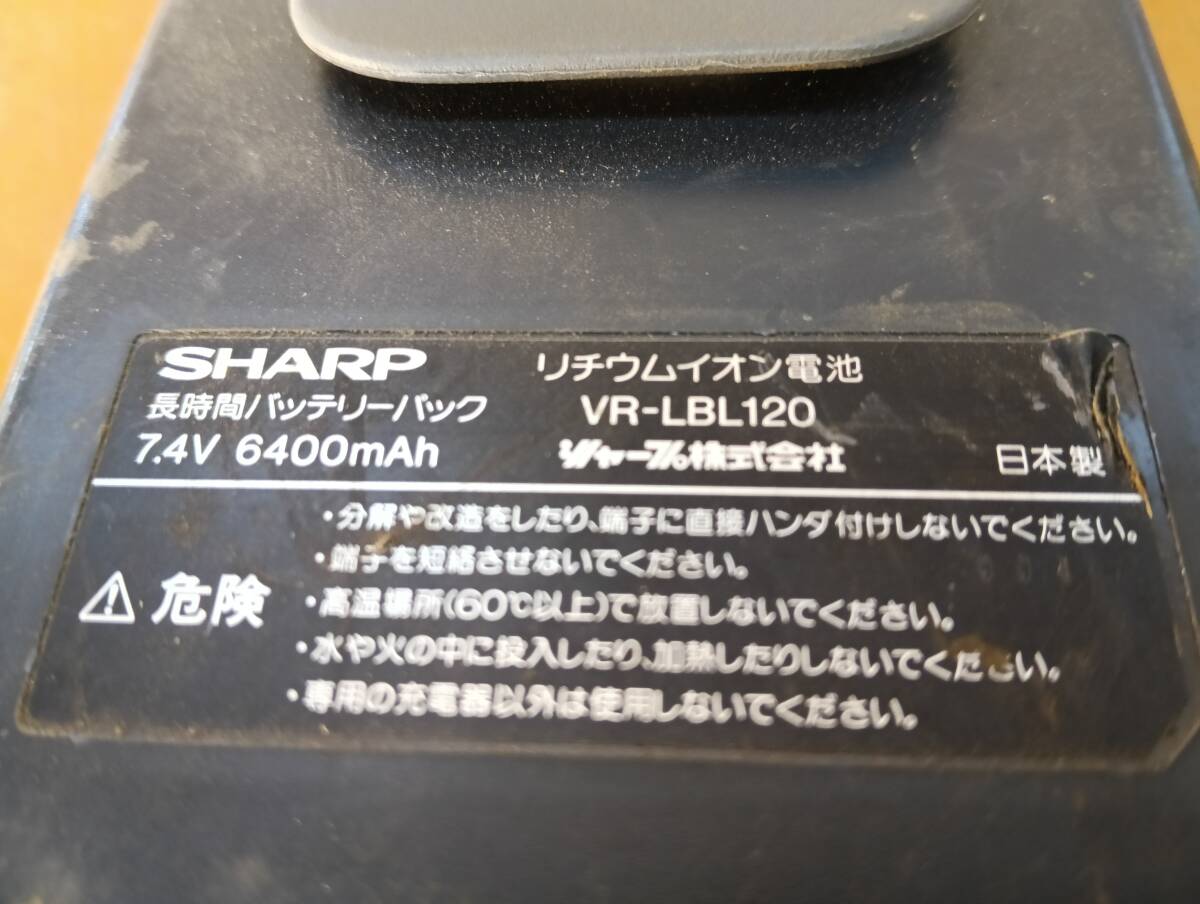 SHARP リチウムイオン電池
長時間バッテリーパック VR-LBL120
7.4V 6400mAh シャープ株式会社 日本製
・分解や改造をしたり、端子に直接ハンダ付けしないでください。
・端子を短絡させないでください。
⚠ 危険 ・高温場所(60℃以上)で放置しないでください。
・水や火の中に投入したり、加熱したりしないでください。
・専用の充電器以外は使用しないでください。